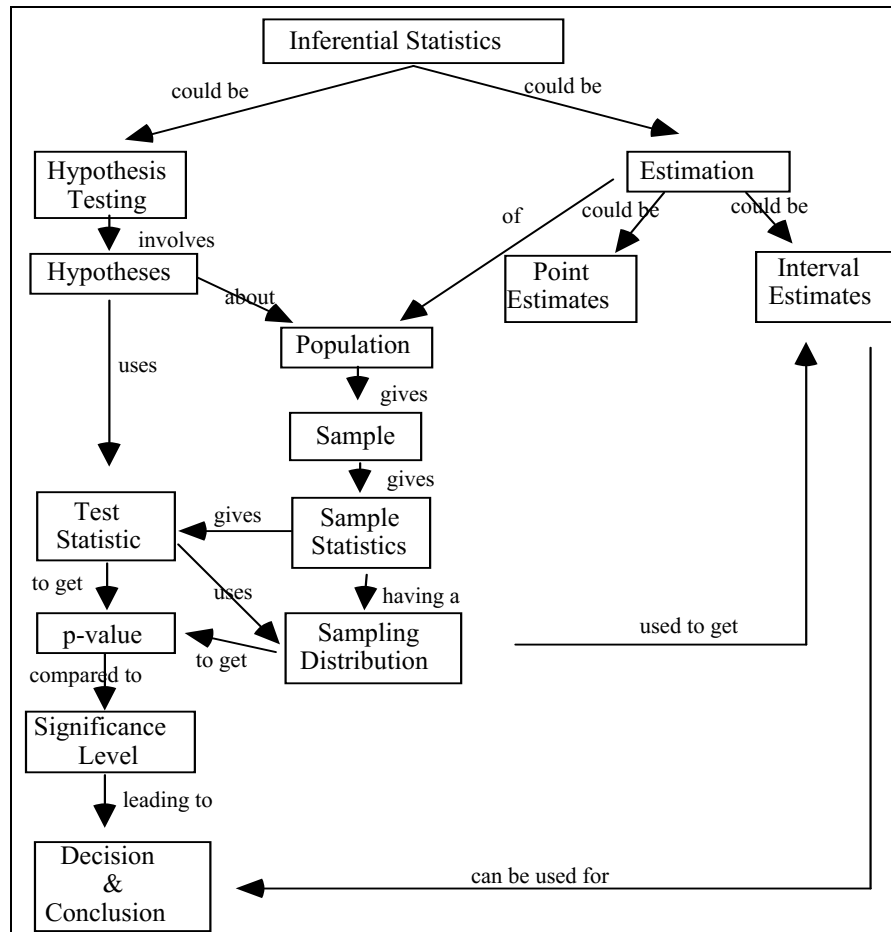 Inferential Statistics
could be
could be
Hypothesis
Testing
Estimation
of
could be
could be
involves
Hypotheses
about
Point
Estimates
Interval
Estimates
Population
uses
gives
Sample
gives
Test
Statistic
gives
Sample
Statistics
to get
uses
having a
p-value
to get
Sampling
Distribution
used to get
compared to
Significance
Level
leading to
Decision
&
Conclusion
can be used for